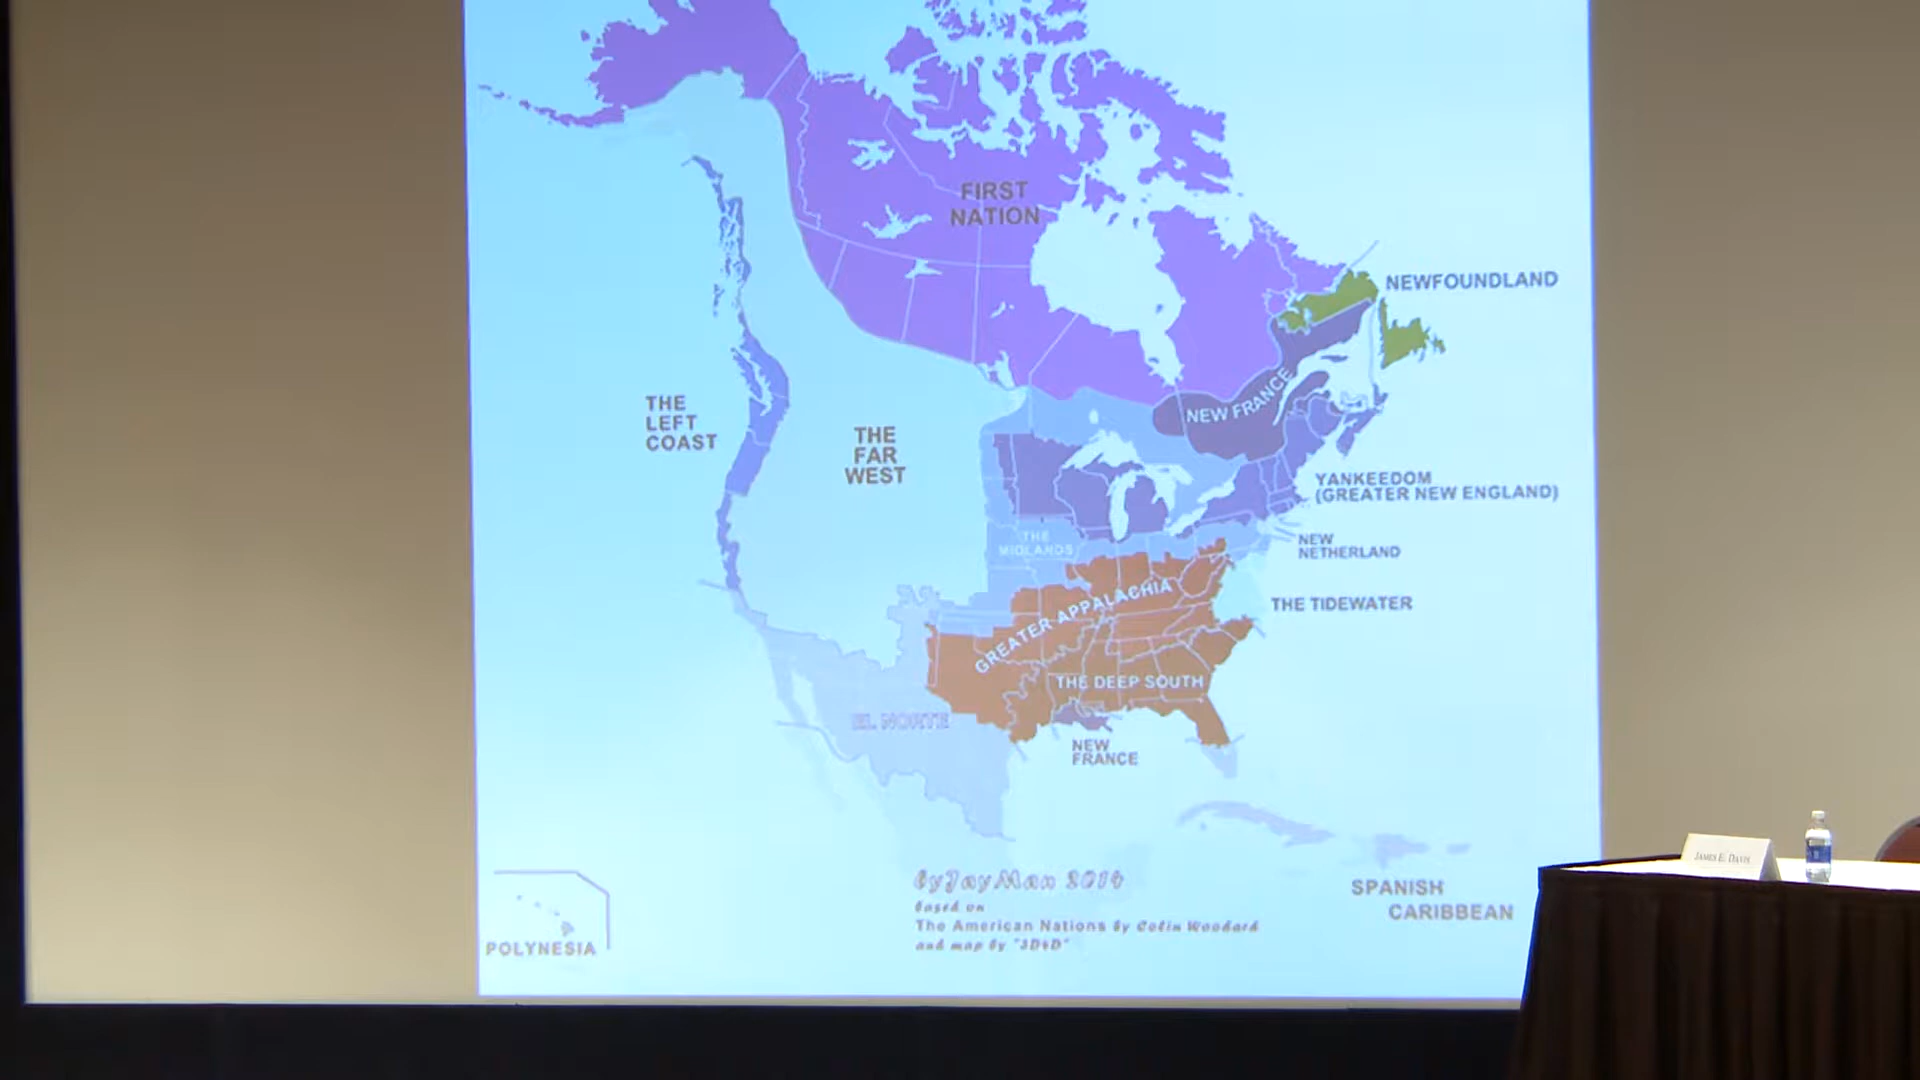 FIRST
NATION
NEWFOUNDLAND
NEW FRANCE
THE
LEFT
COAST
THE
FAR
WEST
YANKEEDOM
(GREATER NEW ENGLAND)
THE
MIDLANDS
NEW
NETHERLAND
GREATER APPALACHIA
THE TIDEWATER
THE DEEP SOUTH
EL NORTE
NEW
FRANCE
byJayMan 2014
based on
The American Nations by Colin Woodard
and map by "3D4D"
SPANISH
CARIBBEAN
POLYNESIA
JAMES E. DAVIS